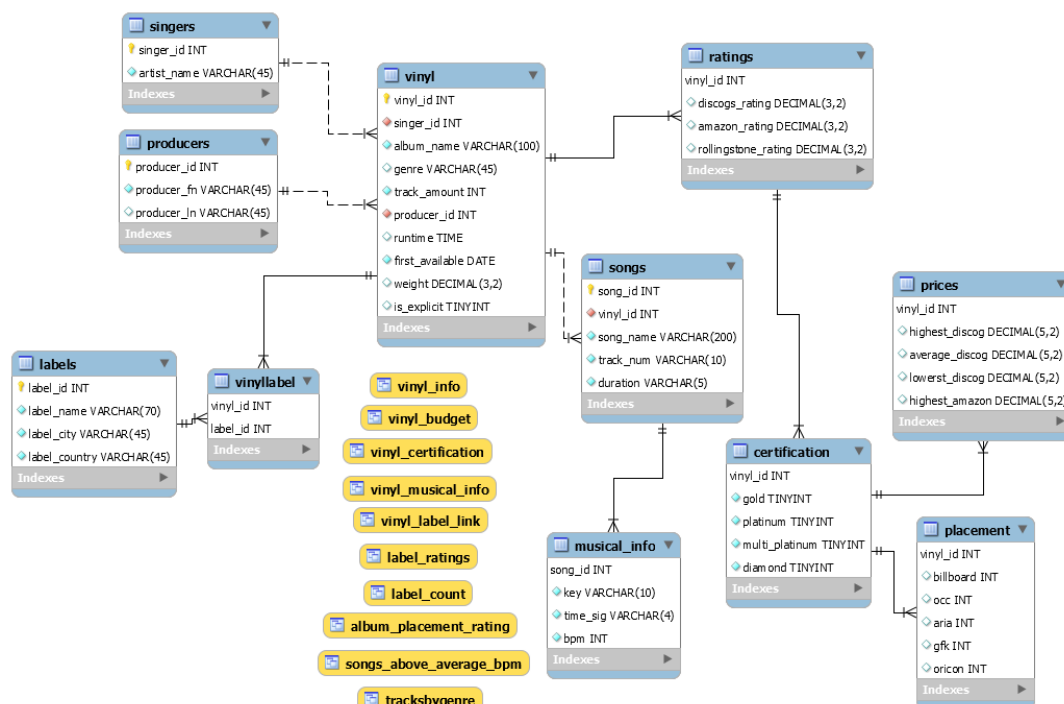 singers
singer_id INT
artist_name VARCHAR(45)
Indexes
producers
producer_id INT
producer_fn VARCHAR(45)
producer_ln VARCHAR(45)
Indexes
vinyl
vinyl_id INT
singer_id INT
album_name VARCHAR(100)
genre VARCHAR(45)
track_amount INT
producer_id INT
runtime TIME
first_available DATE
weight DECIMAL(3,2)
is_explicit TINYINT
Indexes
ratings
vinyl_id INT
discogs_rating DECIMAL(3,2)
amazon_rating DECIMAL(3,2)
rollingstone_rating DECIMAL(3,2)
Indexes
songs
song_id INT
vinyl_id INT
song_name VARCHAR(200)
track_num VARCHAR(10)
duration VARCHAR(5)
Indexes
prices
vinyl_id INT
highest_discog DECIMAL(5,2)
average_discog DECIMAL(5,2)
lowerst_discog DECIMAL(5,2)
highest_amazon DECIMAL(5,2)
Indexes
labels
label_id INT
label_name VARCHAR(70)
label_city VARCHAR(45)
label_country VARCHAR(45)
Indexes
vinyllabel
vinyl_id INT
label_id INT
Indexes
vinyl_info
vinyl_budget
vinyl_certification
vinyl_musical_info
vinyl_label_link
label_ratings
label_count
album_placement_rating
songs_above_average_bpm
tracksbygenre
musical_info
song_id INT
key VARCHAR(10)
time_sig VARCHAR(4)
bpm INT
Indexes
certification
vinyl_id INT
gold TINYINT
platinum TINYINT
multi_platinum TINYINT
diamond TINYINT
Indexes
placement
vinyl_id INT
billboard INT
occ INT
aria INT
gfk INT
oricon INT
Indexes